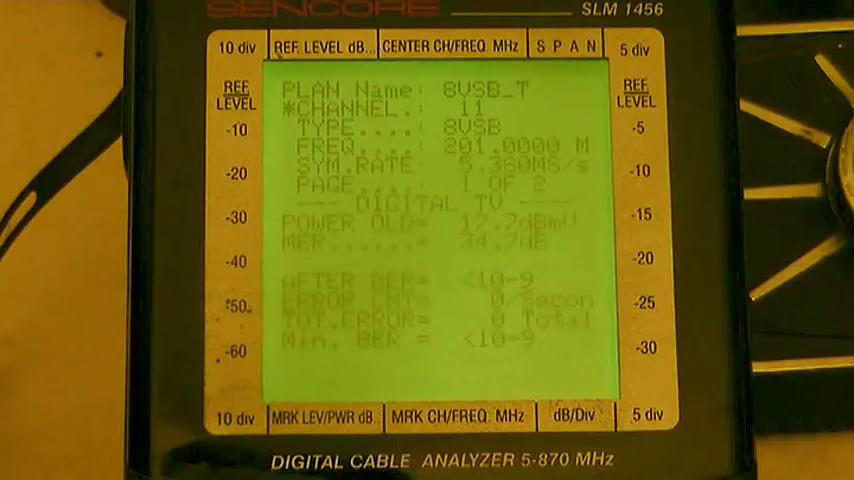 SENCORE
SLM 1456
10 div REF. LEVEL dB... CENTER CH/FREQ. MHz SPAN 5 div
REF LEVEL
-10
-20
-30
-40
-50
-60
REF LEVEL
-5
-10
-15
-20
-25
-30
PLAN Name: 8VSB_T
*CHANNEL.: 11
TYPE....: 8VSB
FREQ....: 201.0000 M
SYM.RATE 5.380MS/s
PAGE....: 1 OF 2
--- DIGITAL TV ----
POWER OLD= 17.7dBmV
MER......= 34.7dB
AFTER BER= <10-9
ERROR CNT= 0/Secon
TOT.ERROR= 0 Total
Min. BER = <10-9
10 div MRK LEV/PWR dB.. MRK CH/FREQ. MHz dB/Div 5 div
DIGITAL CABLE ANALYZER 5-870 MHz